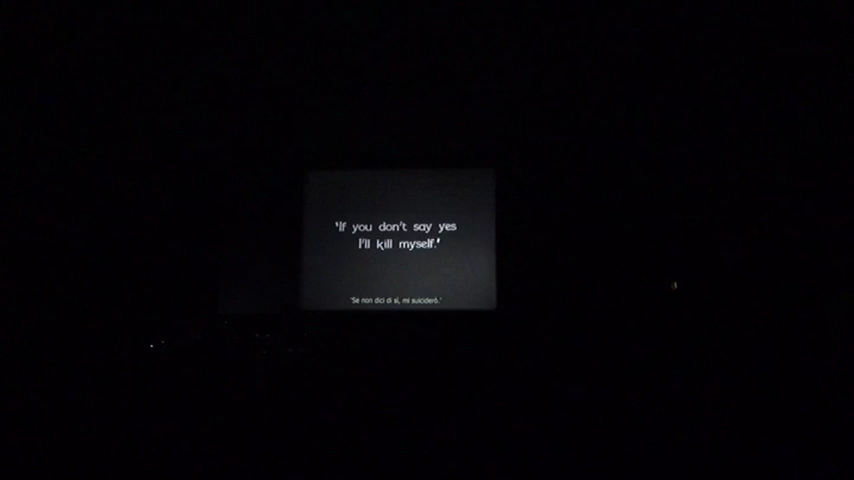 'If you don't say yes
I'll kill myself.'
'Se non dici di sì, mi suiciderò.'